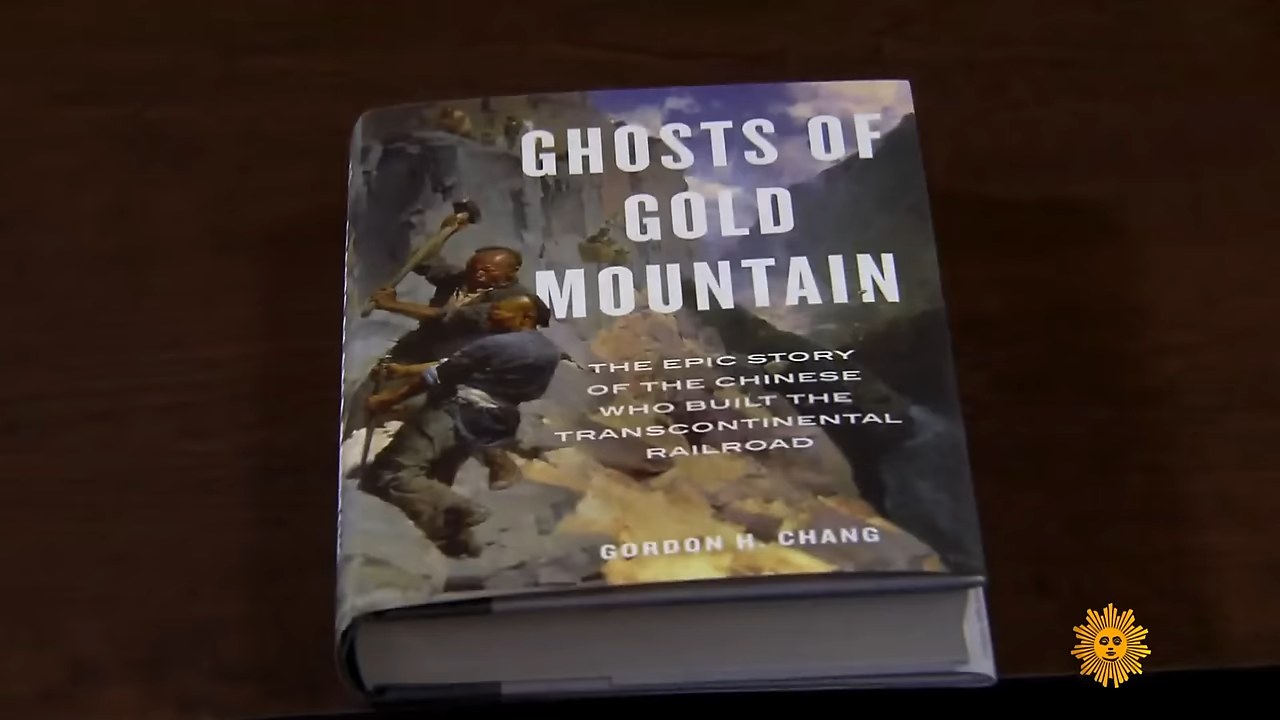 GHOSTS OF
GOLD
MOUNTAIN
THE EPIC STORY
OF THE CHINESE
WHO BUILT THE
TRANSCONTINENTAL
RAILROAD
GORDON H. CHANG